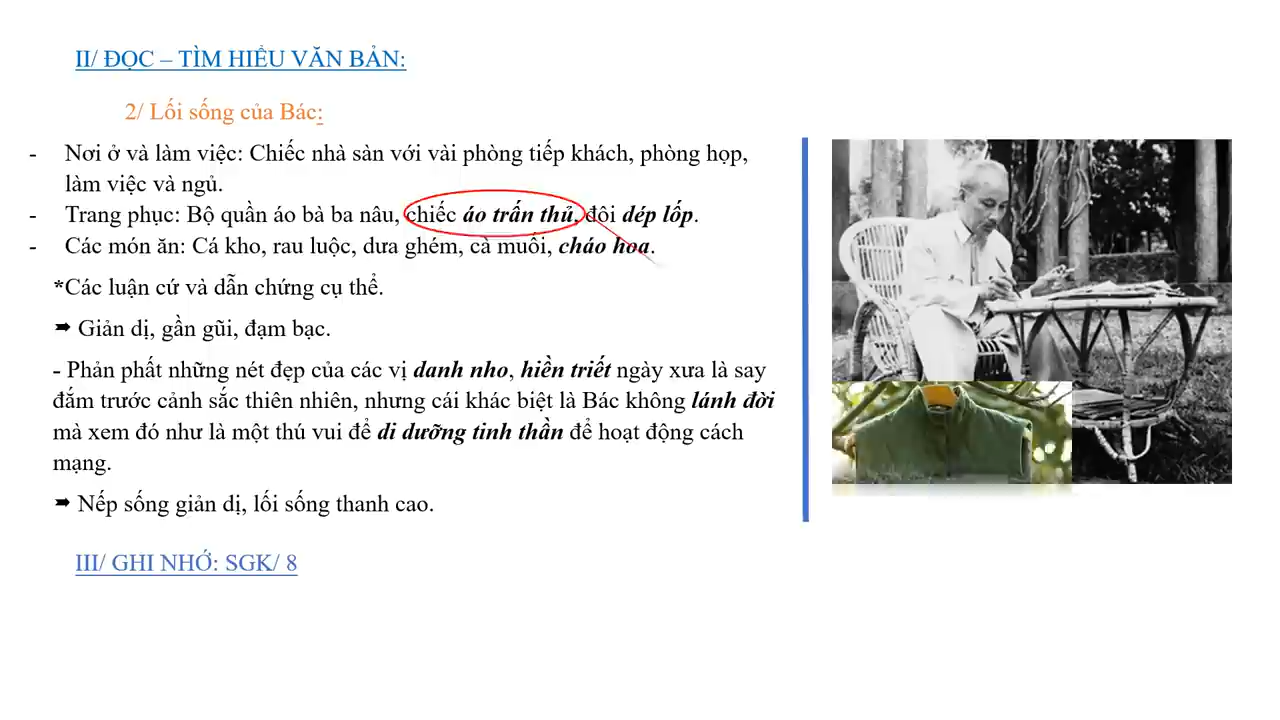 II/ ĐỌC – TÌM HIỂU VĂN BẢN:
2/ Lối sống của Bác:
- Nơi ở và làm việc: Chiếc nhà sàn với vài phòng tiếp khách, phòng họp,
làm việc và ngủ.
- Trang phục: Bộ quần áo bà ba nâu, chiếc áo trấn thủ, đôi dép lốp.
- Các món ăn: Cá kho, rau luộc, dưa ghém, cà muối, cháo hoa.
*Các luận cứ và dẫn chứng cụ thể.
➨ Giản dị, gần gũi, đạm bạc.
- Phản phất những nét đẹp của các vị danh nho, hiền triết ngày xưa là say
đắm trước cảnh sắc thiên nhiên, nhưng cái khác biệt là Bác không lánh đời
mà xem đó như là một thú vui để di dưỡng tinh thần để hoạt động cách
mạng.
➨ Nếp sống giản dị, lối sống thanh cao.
III/ GHI NHỚ: SGK/ 8